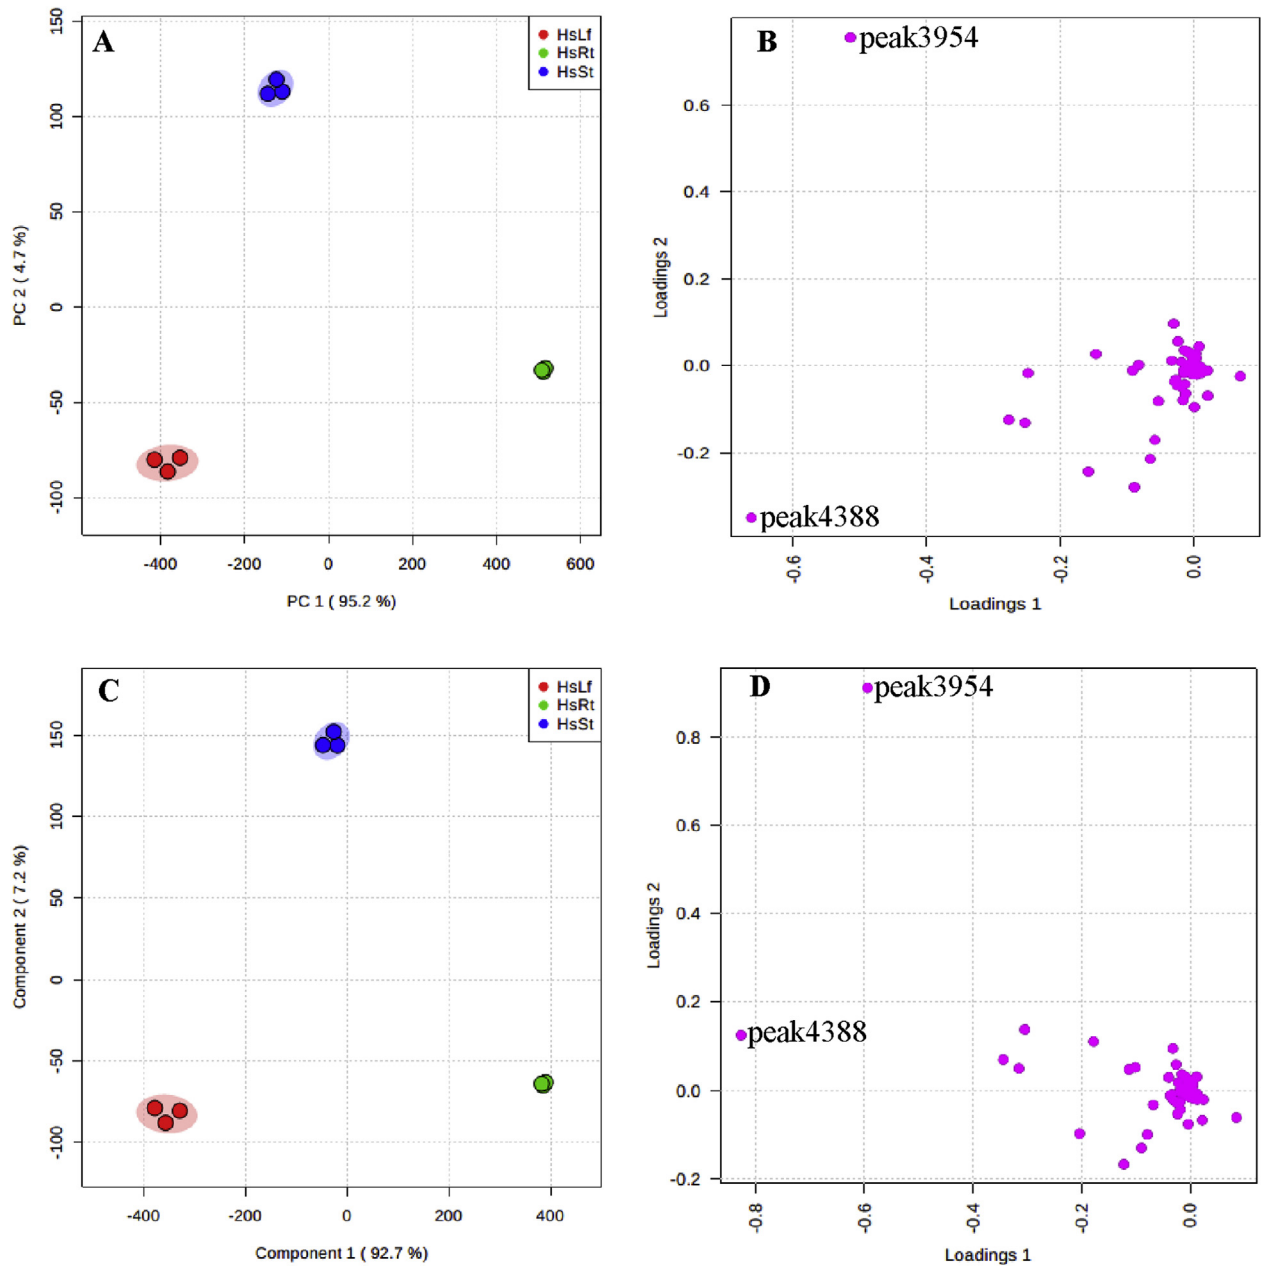 A
HsLf
HsRt
HsSt
150
100
50
0
-50
-100
PC 2 ( 4.7 %)
-400
-200
0
200
400
600
PC 1 ( 95.2 %)
B
peak3954
0.6
0.4
0.2
0.0
-0.2
Loadings 2
peak4388
-0.6
-0.4
-0.2
0.0
Loadings 1
C
HsLf
HsRt
HsSt
150
100
50
0
-50
-100
Component 2 ( 7.2 %)
-400
-200
0
200
400
Component 1 ( 92.7 %)
D
peak3954
0.8
0.6
0.4
0.2
0.0
-0.2
Loadings 2
peak4388
-0.8
-0.6
-0.4
-0.2
0.0
Loadings 1